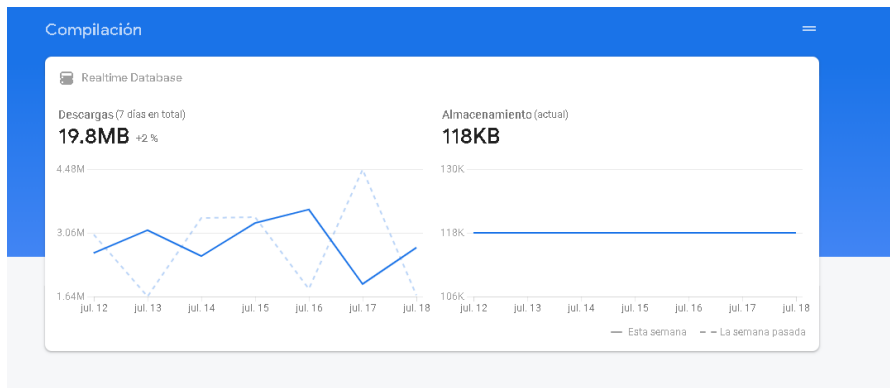 Compilación
Realtime Database
Descargas (7 días en total)
19.8MB +2 %
4.48M
3.06M
1.64M
jul. 12 jul. 13 jul. 14 jul. 15 jul. 16 jul. 17 jul. 18
Almacenamiento (actual)
118KB
130K
118K
106K
jul. 12 jul. 13 jul. 14 jul. 15 jul. 16 jul. 17 jul. 18
Esta semana La semana pasada